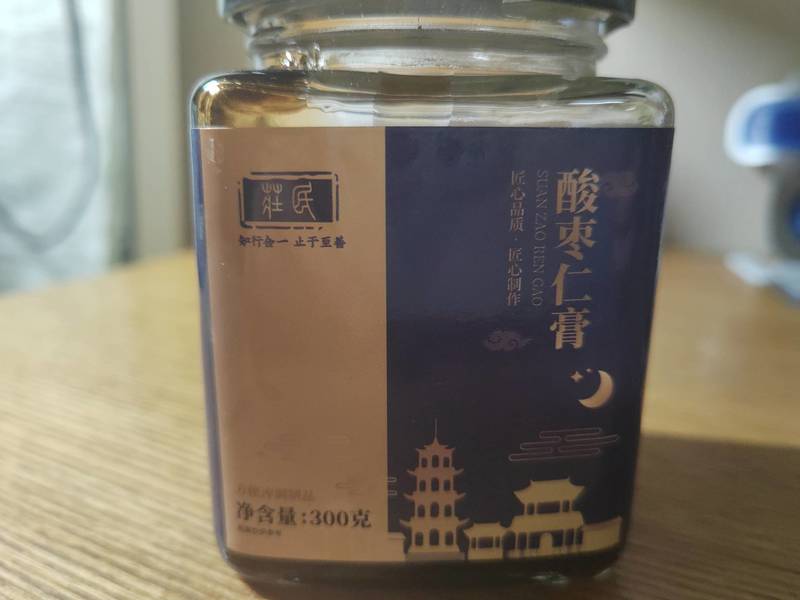 莊氏
知行合一 止于至善
酸枣仁膏
SUAN ZAO REN GAO
匠心品质·匠心制作
净含量:300克